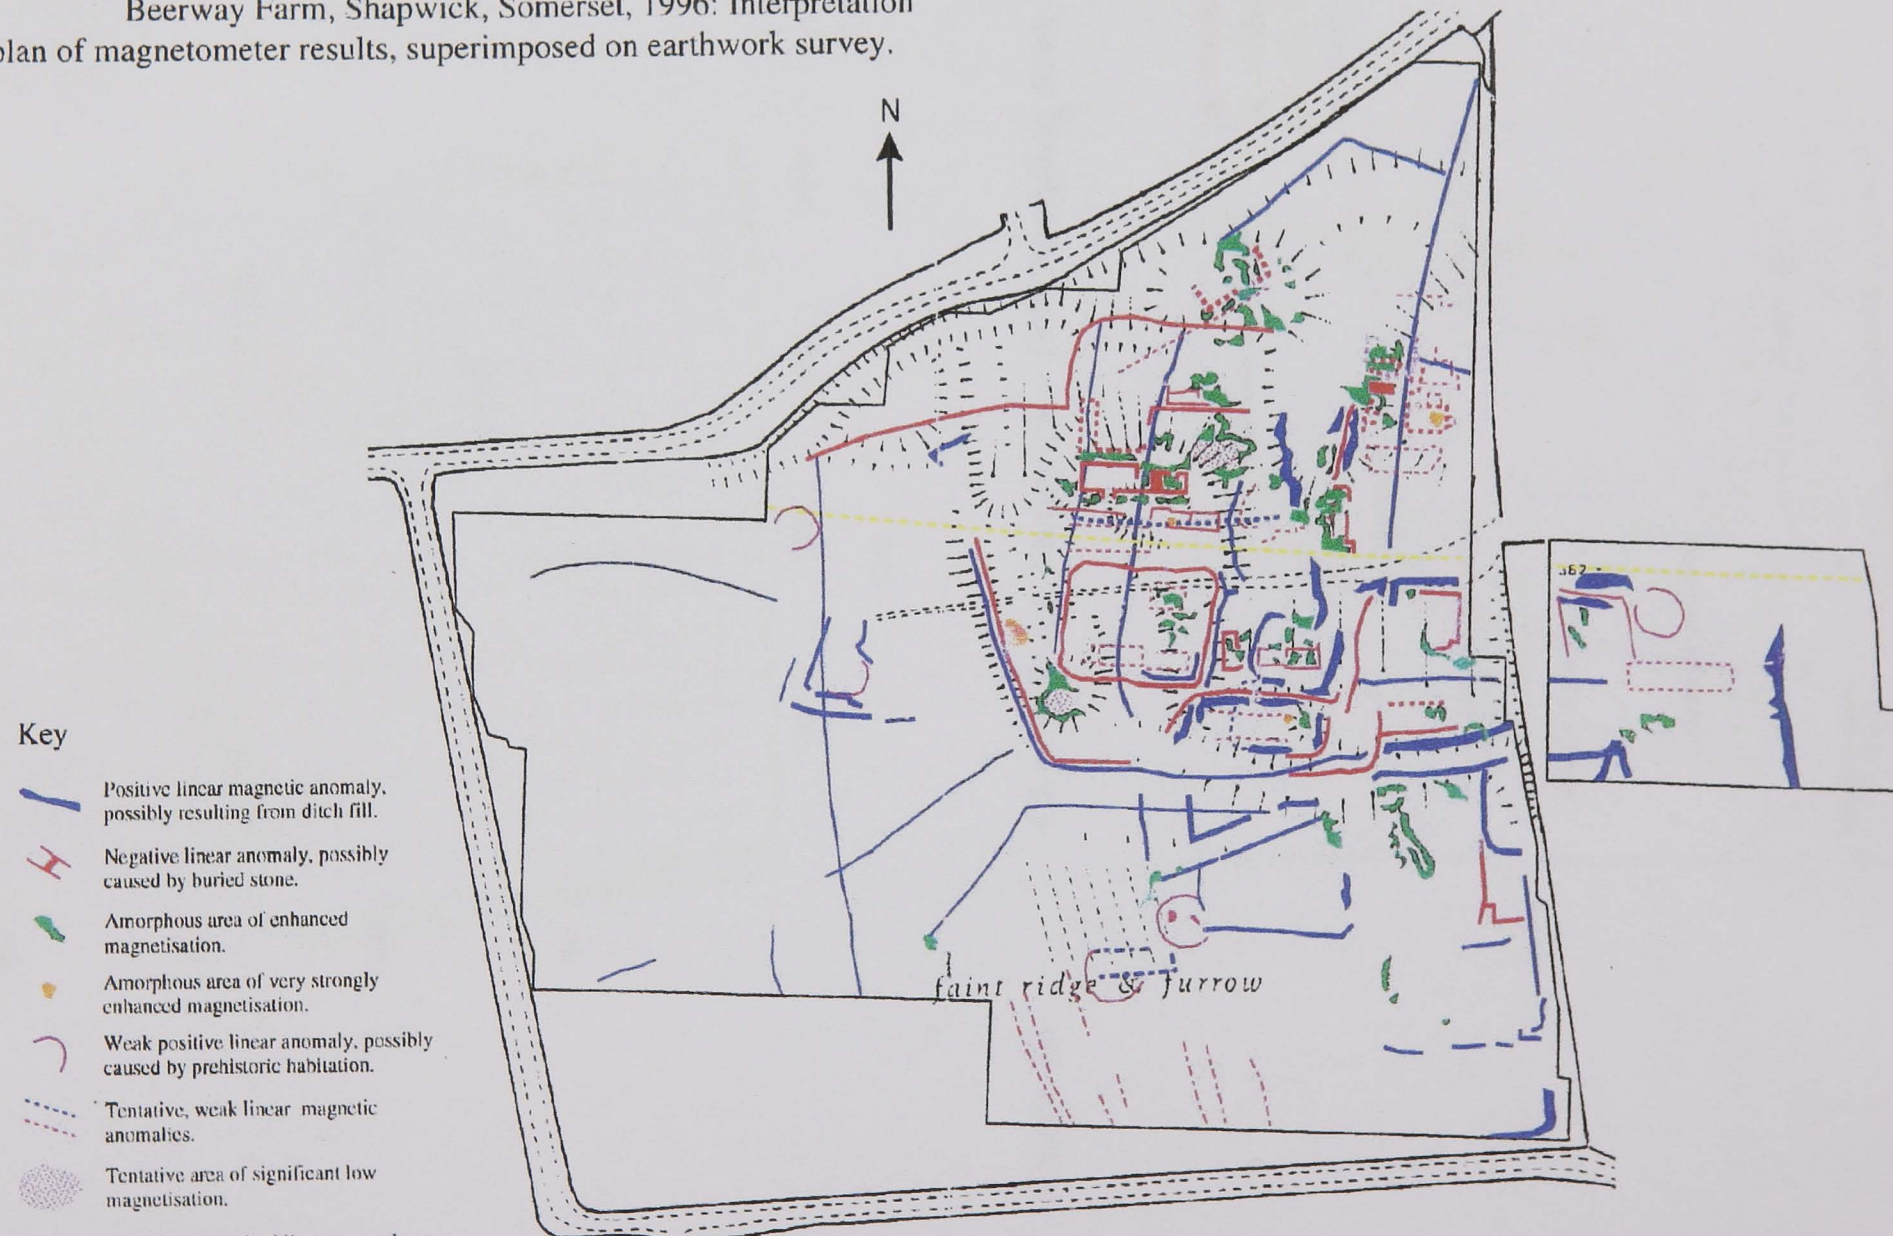 Beerway Farm, Shapwick, Somerset, 1996: Interpretation
plan of magnetometer results, superimposed on earthwork survey.
N
.562
faint ridge & furrow
Key
Positive linear magnetic anomaly,
possibly resulting from ditch fill.
Negative linear anomaly, possibly
caused by buried stone.
Amorphous area of enhanced
magnetisation.
Amorphous area of very strongly
enhanced magnetisation.
Weak positive linear anomaly, possibly
caused by prehistoric habitation.
Tentative, weak linear magnetic
anomalies.
Tentative area of significant low
magnetisation.